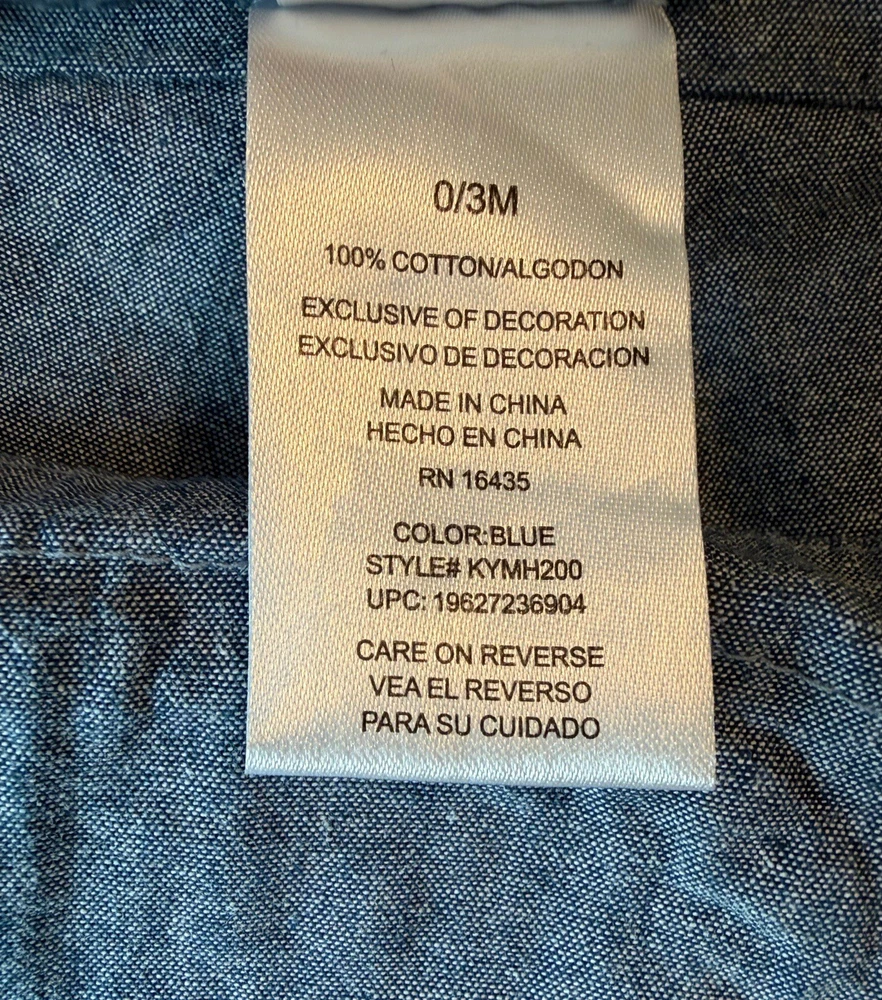 0/3M
100% COTTON/ALGODON
EXCLUSIVE OF DECORATION
EXCLUSIVO DE DECORACION
MADE IN CHINA
HECHO EN CHINA
RN 16435
COLOR:BLUE
STYLE# KYMH200
UPC: 19627236904
CARE ON REVERSE
VEA EL REVERSO
PARA SU CUIDADO